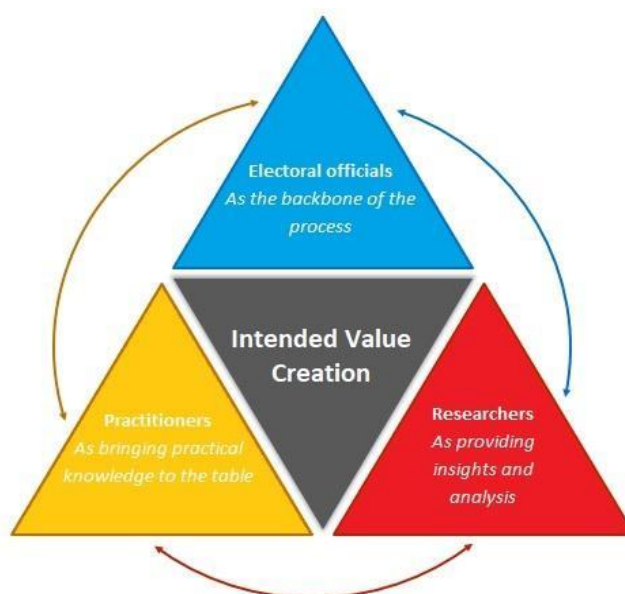 Electoral officials
As the backbone of the
process
Intended Value
Creation
Practitioners
As bringing practical
knowledge to the table
Researchers
As providing
insights and
analysis